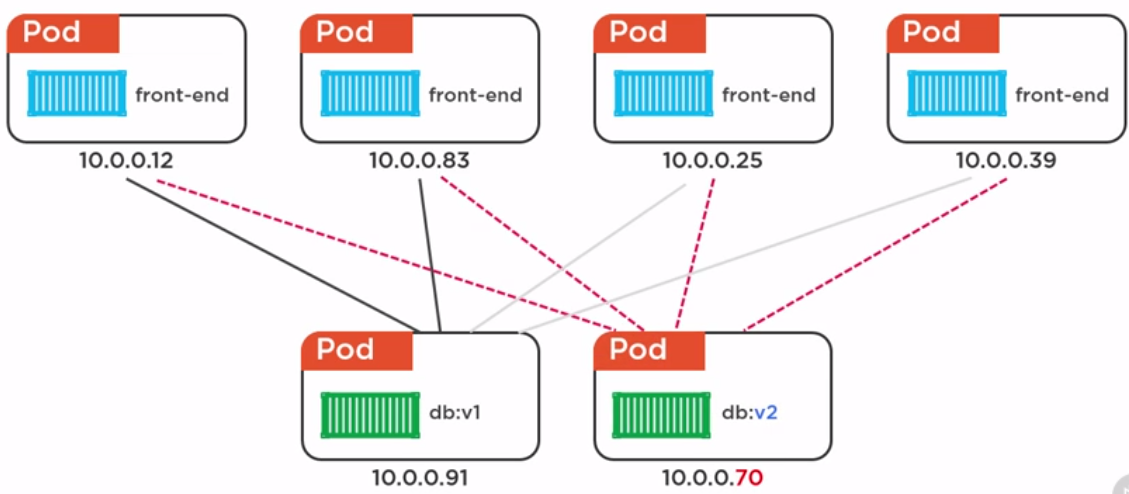 Pod Pod Pod Pod
front-end front-end front-end front-end
10.0.0.12 10.0.0.83 10.0.0.25 10.0.0.39
Pod Pod
db:v1 db:v2
10.0.0.91 10.0.0.70